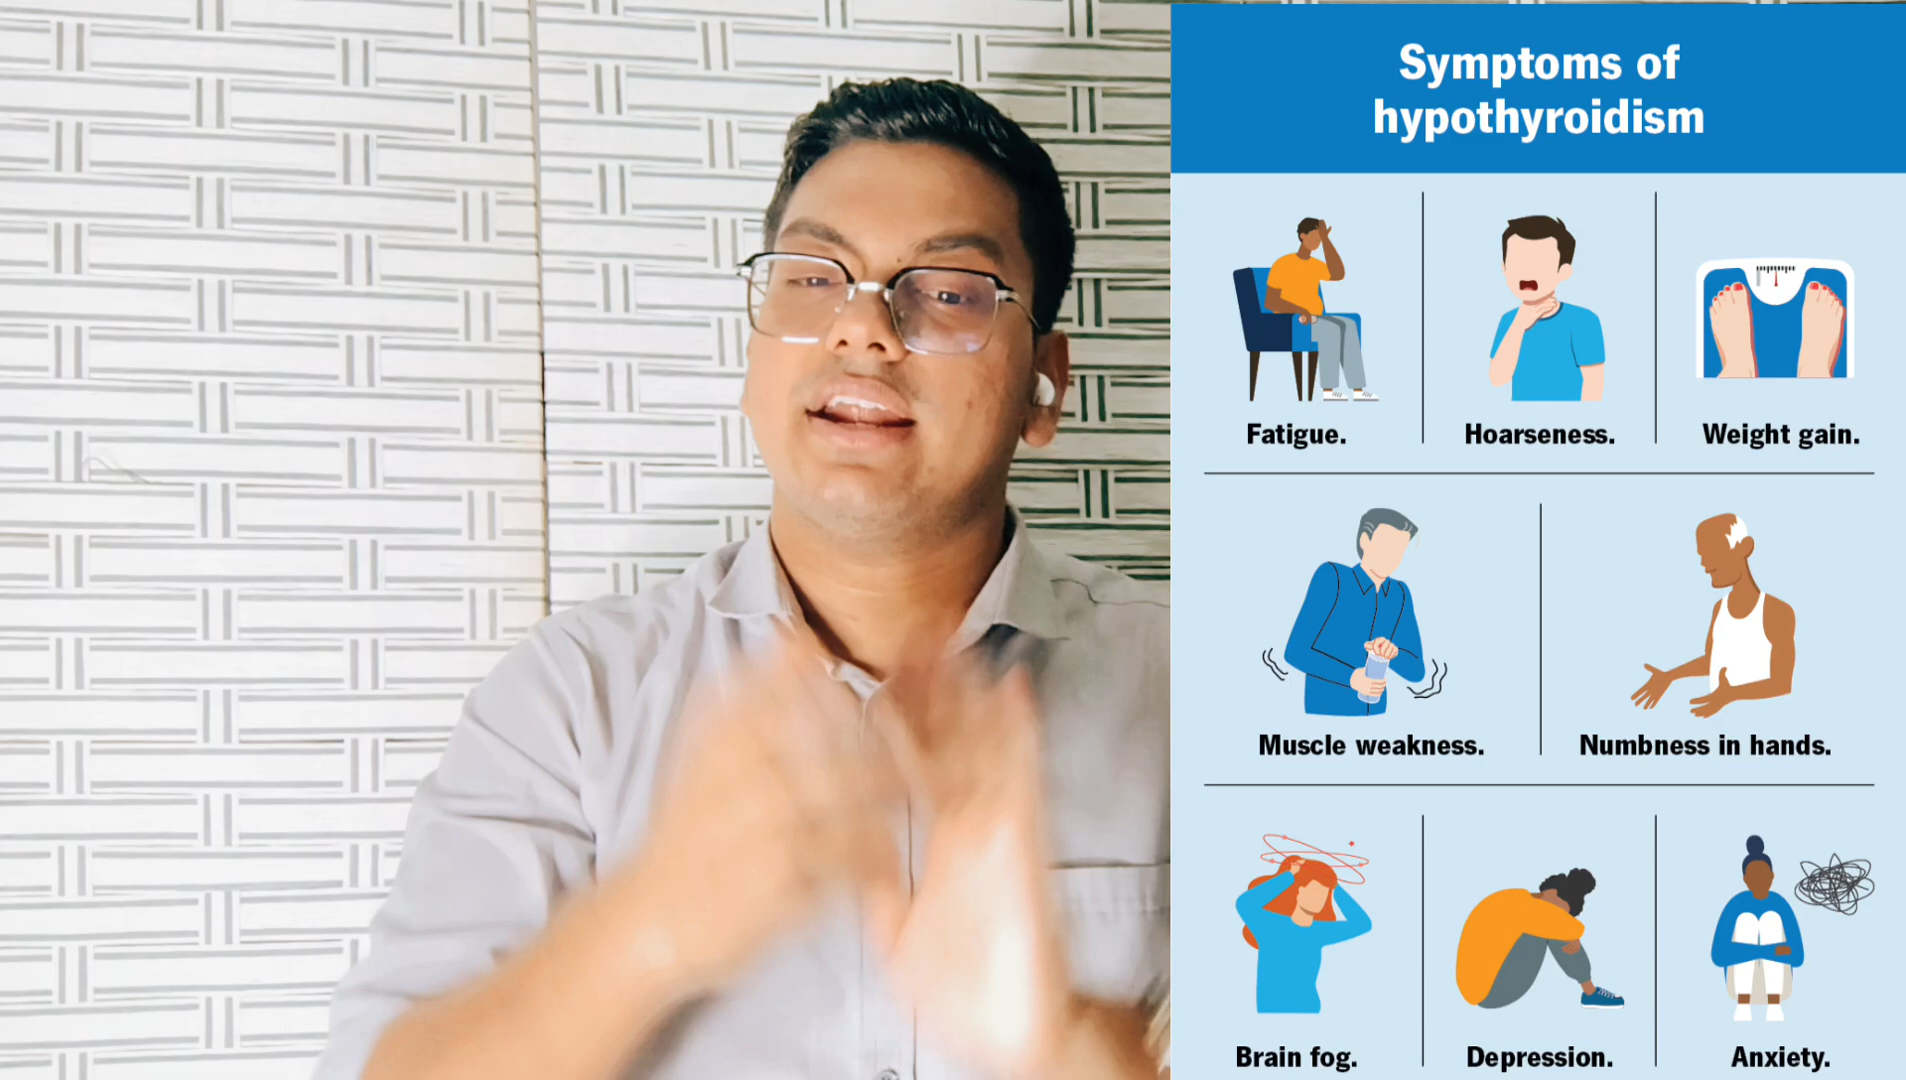 Symptoms of
hypothyroidism
Fatigue.
Hoarseness.
Weight gain.
Muscle weakness.
Numbness in hands.
Brain fog.
Depression.
Anxiety.